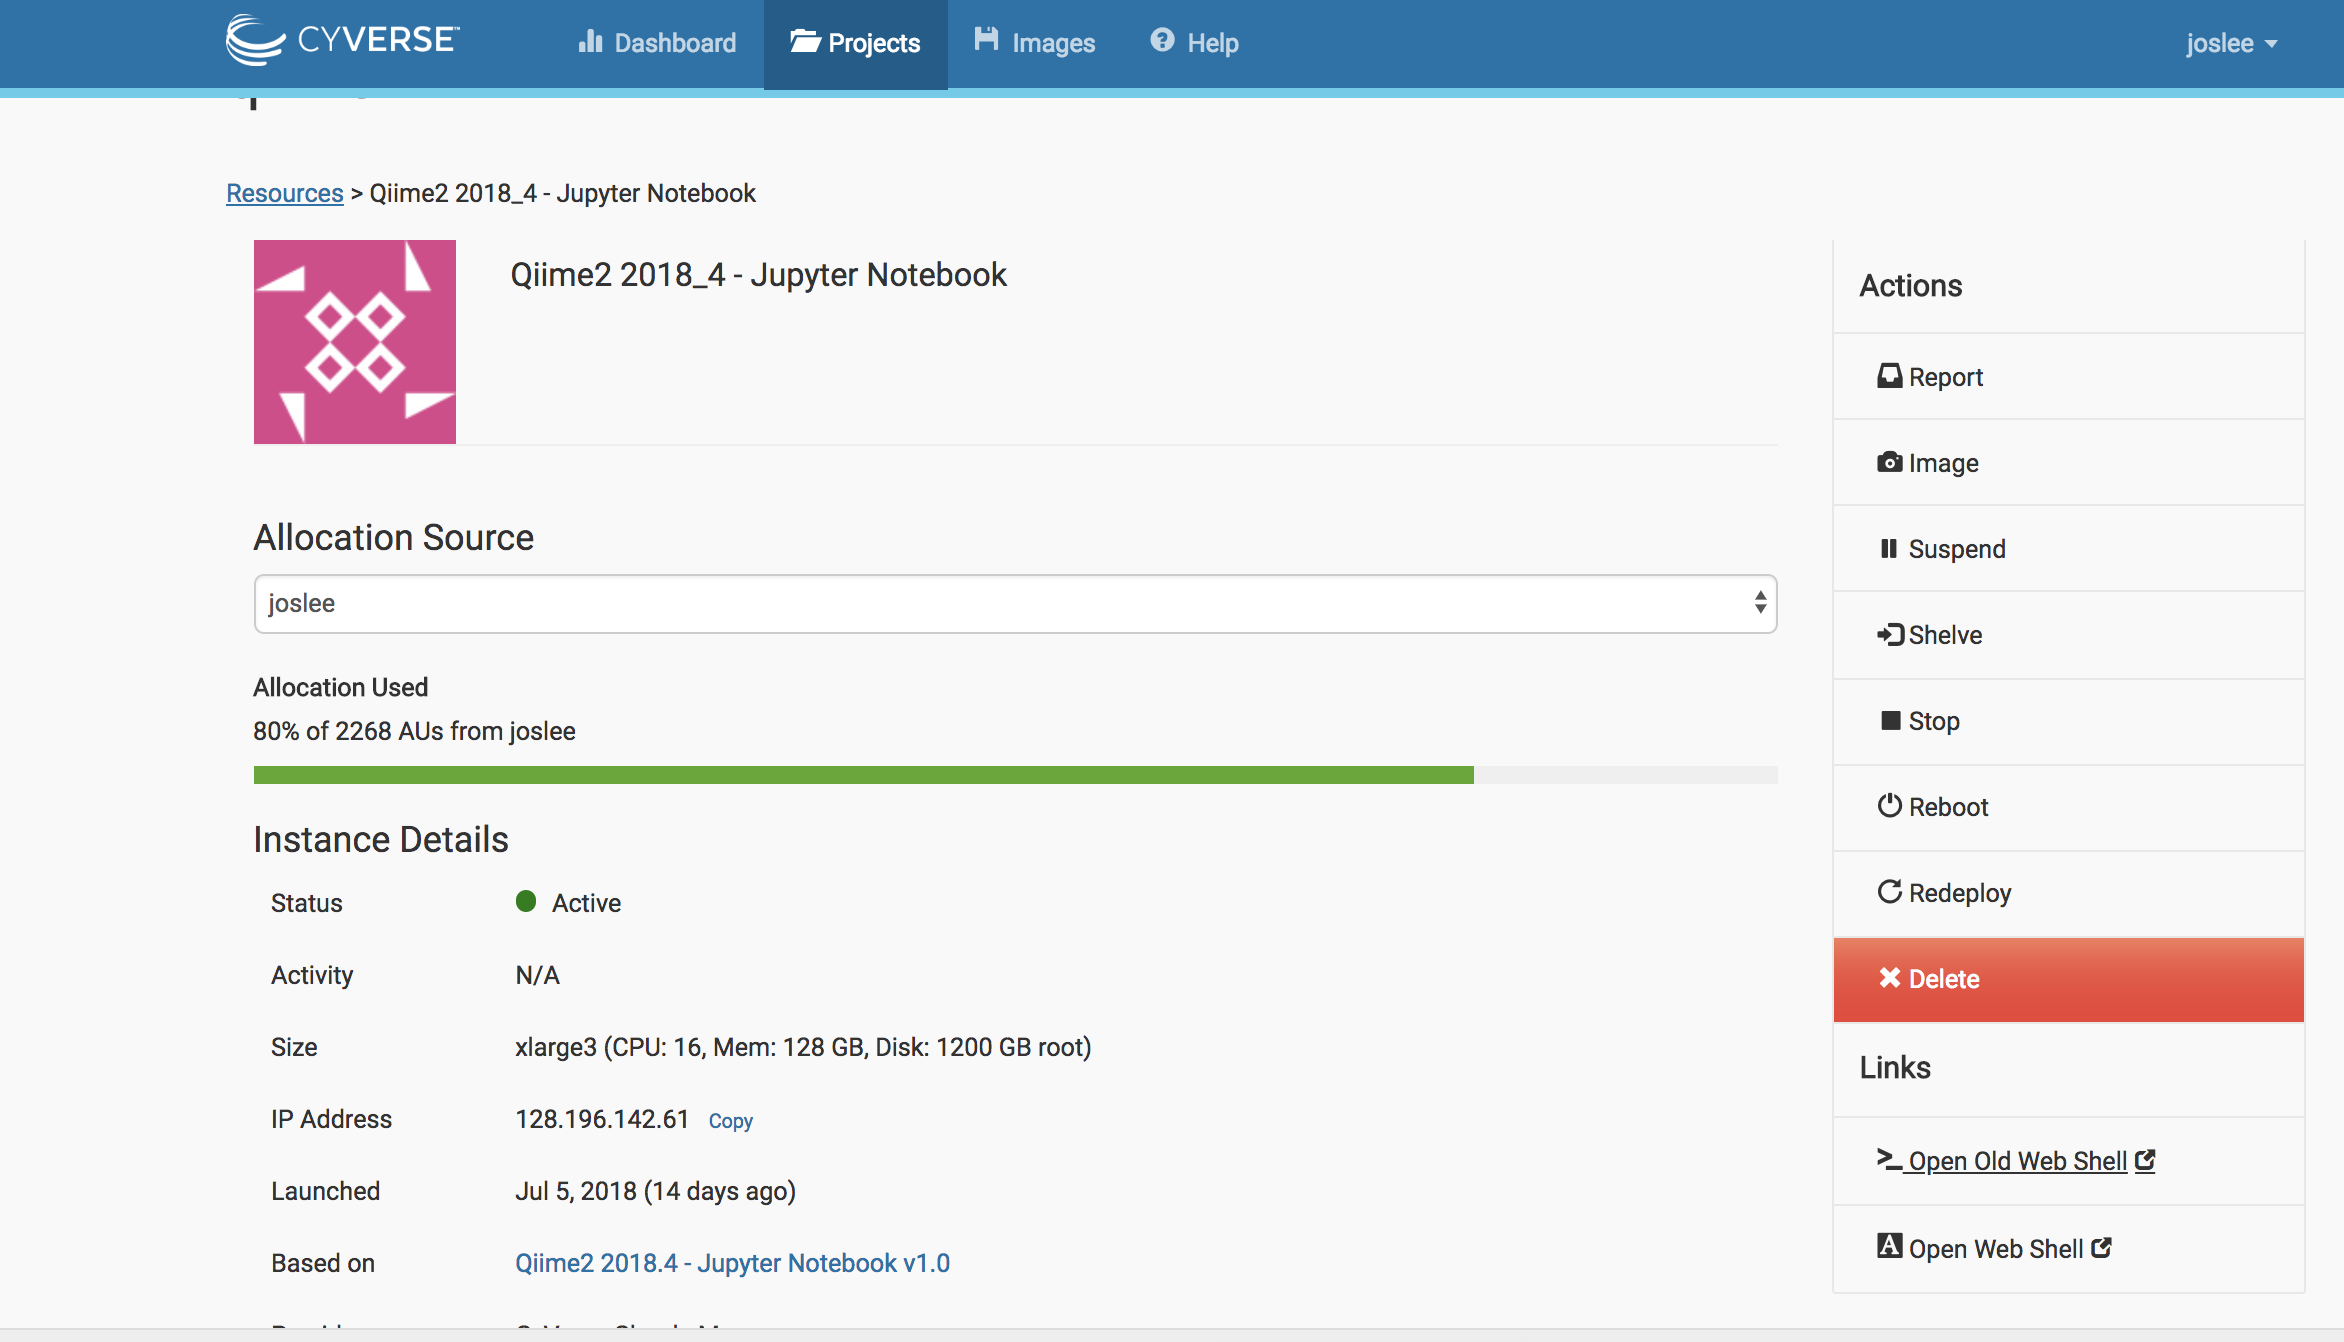 CYVERSE™ Dashboard Projects Images Help joslee
Resources > Qiime2 2018_4 - Jupyter Notebook
Qiime2 2018_4 - Jupyter Notebook
Allocation Source
joslee
Allocation Used
80% of 2268 AUs from joslee
Instance Details
Status Active
Activity N/A
Size xlarge3 (CPU: 16, Mem: 128 GB, Disk: 1200 GB root)
IP Address 128.196.142.61 Copy
Launched Jul 5, 2018 (14 days ago)
Based on Qiime2 2018.4 - Jupyter Notebook v1.0
Actions
Report
Image
Suspend
Shelve
Stop
Reboot
Redeploy
Delete
Links
Open Old Web Shell
Open Web Shell